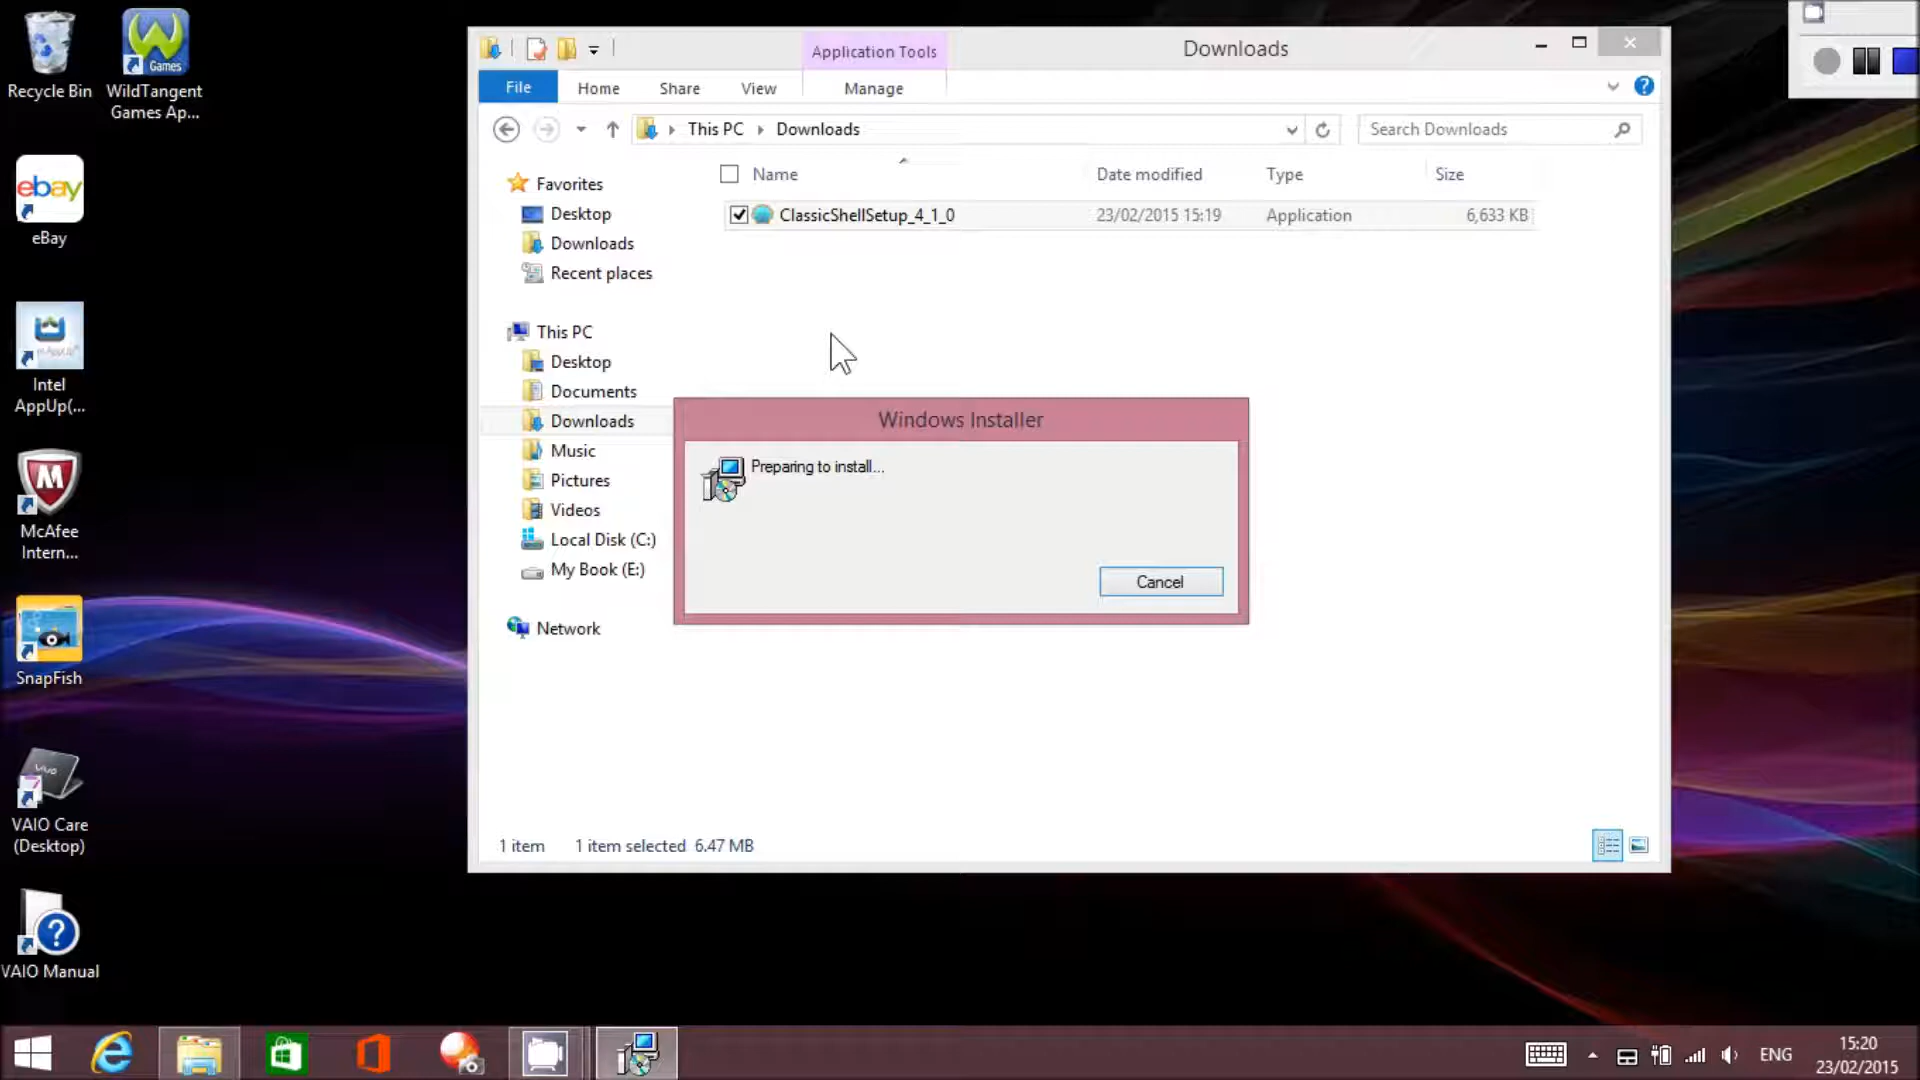 Recycle Bin
Games
WildTangent
Games Ap...
ebay
eBay
Intel
AppUp(...
McAfee
Intern...
SnapFish
VAIO Care
(Desktop)
VAIO Manual
Application Tools
Downloads
File
Home
Share
View
Manage
This PC
Downloads
Search Downloads
Name
Date modified
Type
Size
ClassicShellSetup_4_1_0
23/02/2015 15:19
Application
6,633 KB
Favorites
Desktop
Downloads
Recent places
This PC
Desktop
Documents
Downloads
Music
Pictures
Videos
Local Disk (C:)
My Book (E:)
Network
Windows Installer
Preparing to install...
Cancel
1 item
1 item selected 6.47 MB
ENG
15:20
23/02/2015